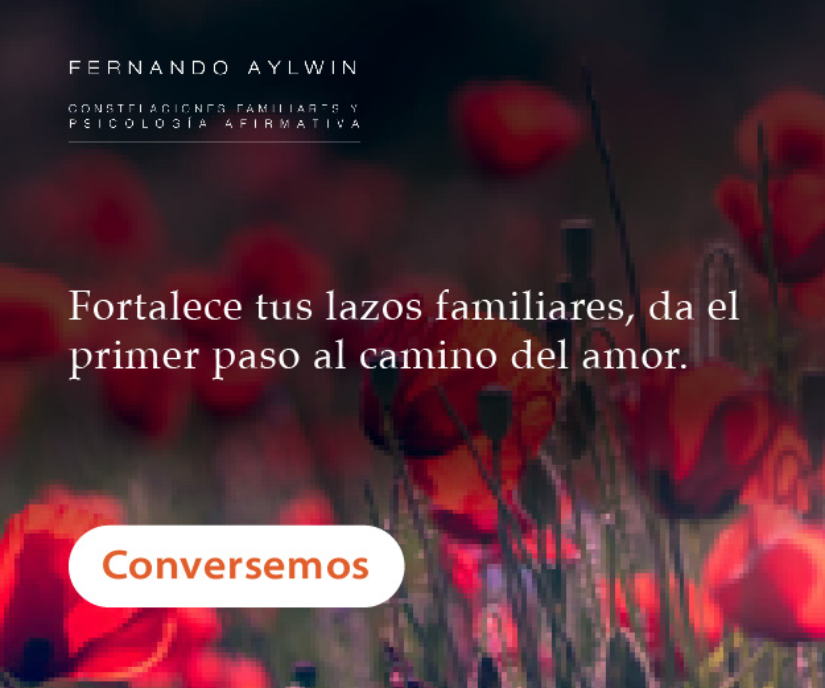 FERNANDO AYLWIN
CONSTELACIONES FAMILIARES Y
PSICOLOGÍA AFIRMATIVA
Fortalece tus lazos familiares, da el
primer paso al camino del amor.
Conversemos